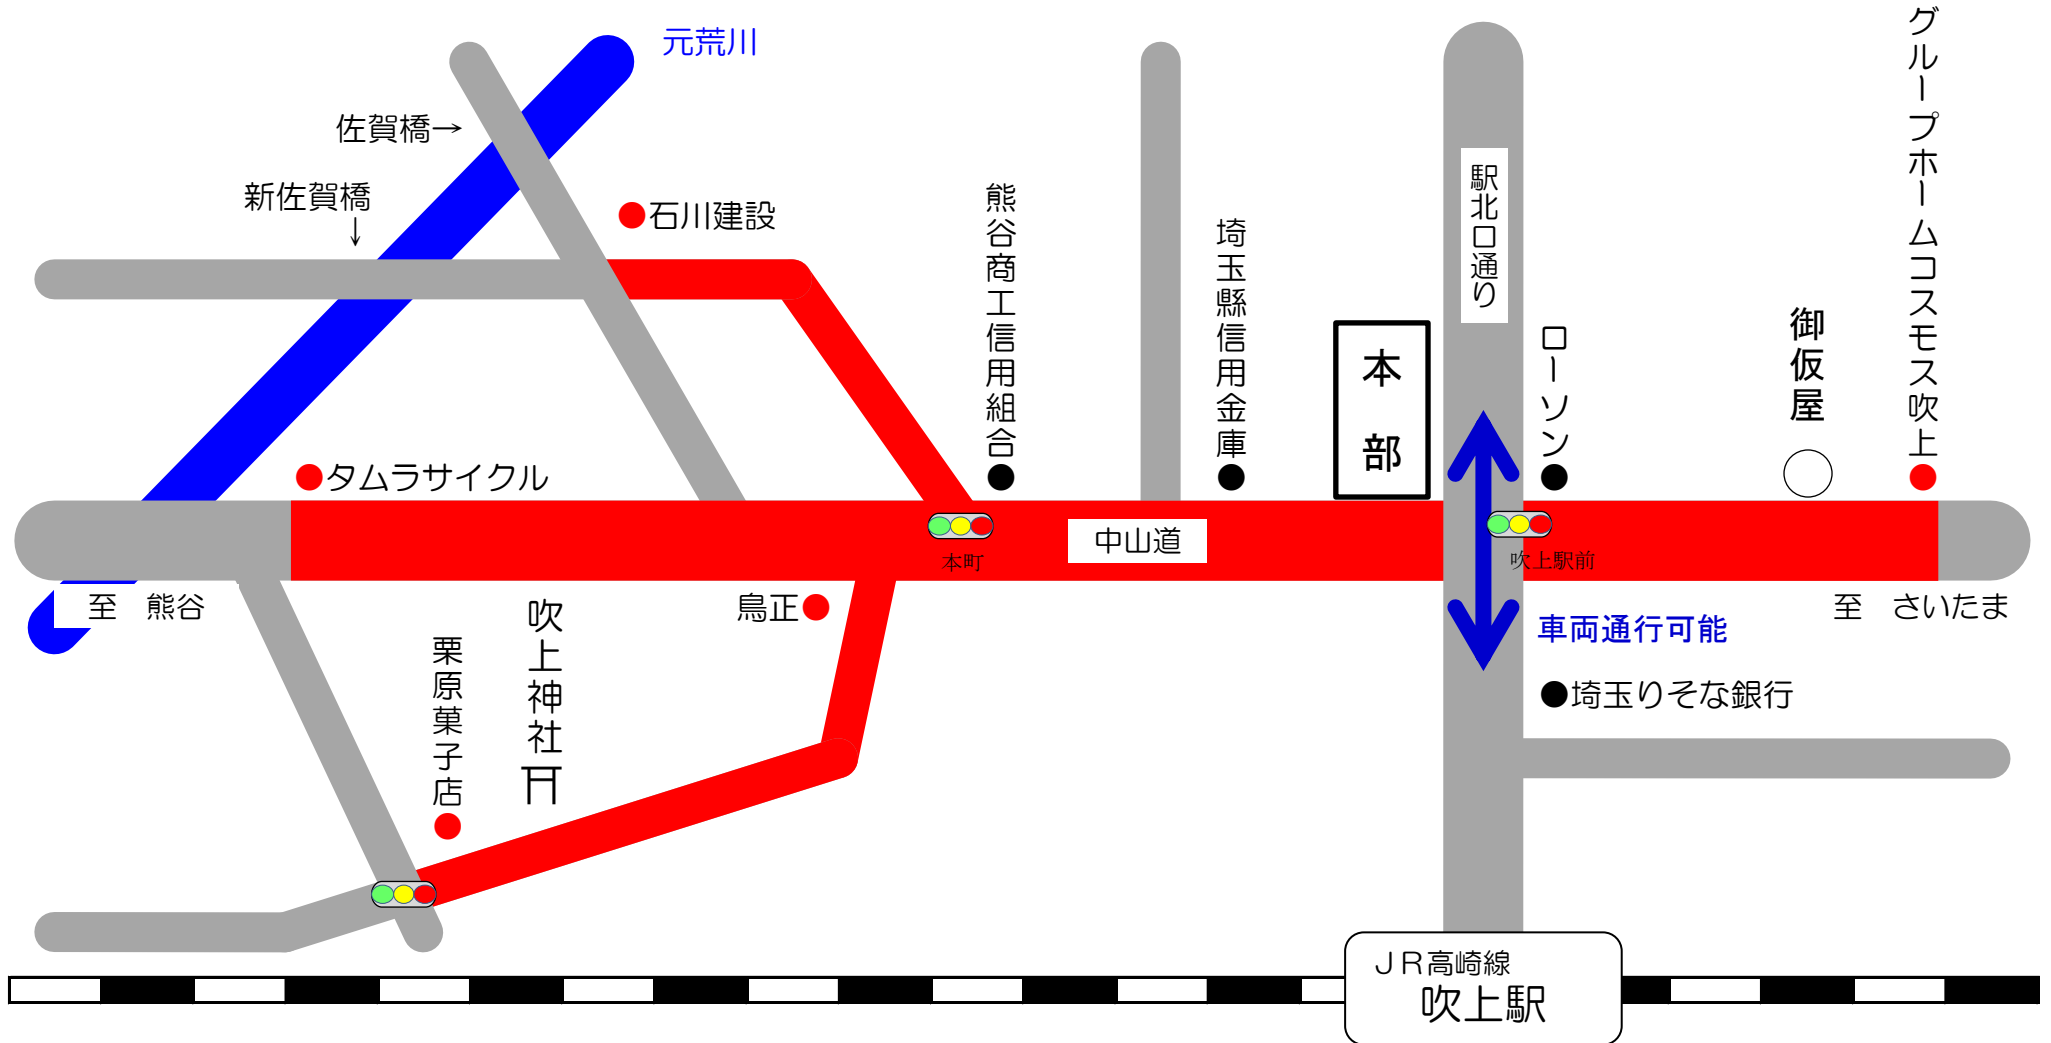 元荒川
佐賀橋→
新佐賀橋
↓
●石川建設
熊谷商工信用組合
埼玉縣信用金庫
駅北口通り
本部
ローソン
御仮屋
グループホームコスモス吹上
●タムラサイクル
中山道
本町
吹上駅前
至 熊谷
鳥正●
吹上神社
栗原菓子店
至 さいたま
車両通行可能
●埼玉りそな銀行
JR高崎線
吹上駅